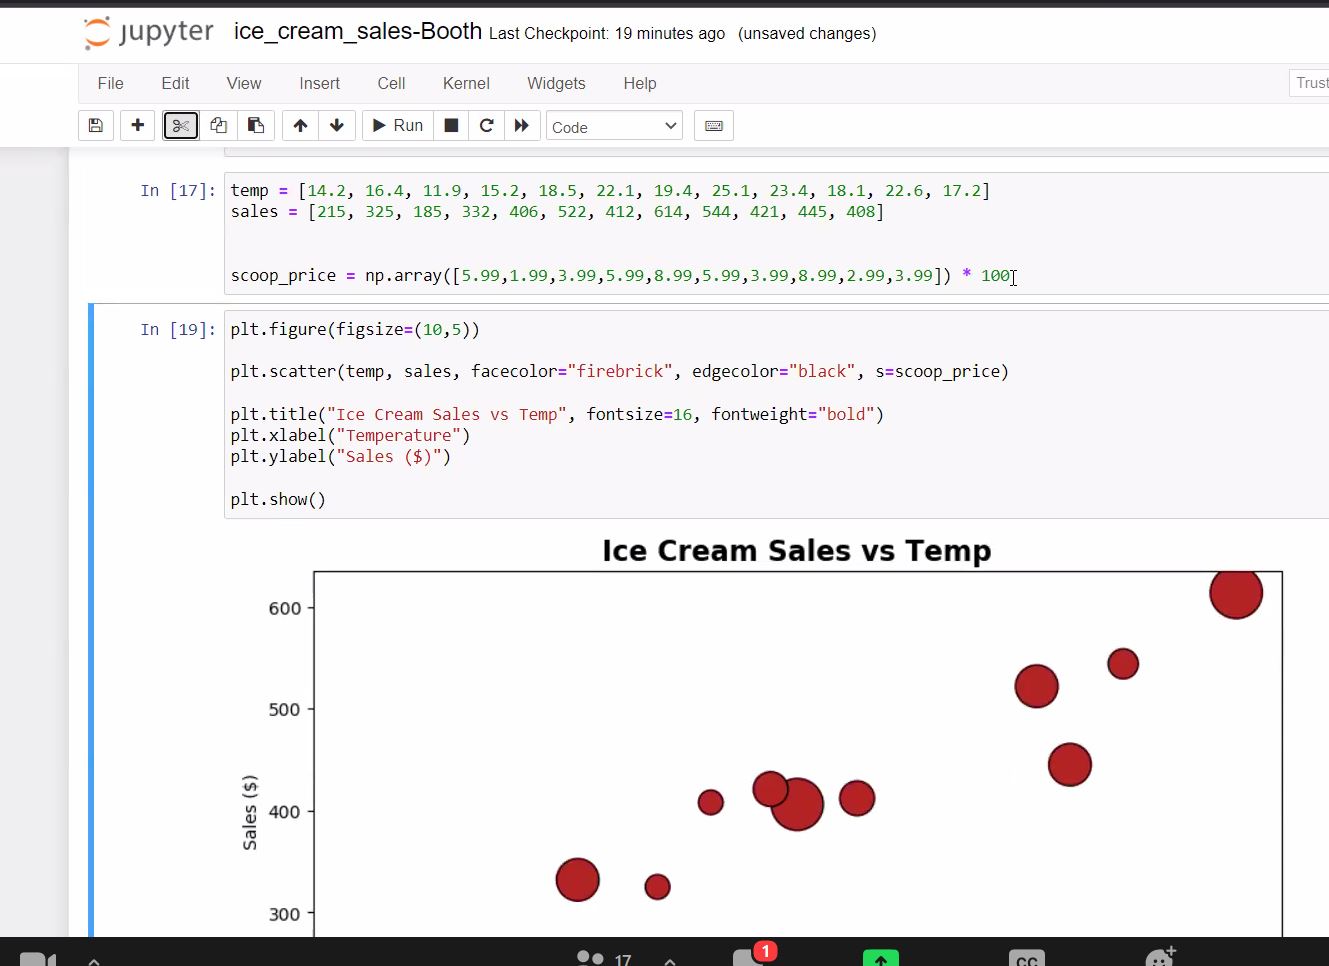 jupyter ice_cream_sales-Booth Last Checkpoint: 19 minutes ago (unsaved changes)
File Edit View Insert Cell Kernel Widgets Help Trust
Run Code
In [17]: temp = [14.2, 16.4, 11.9, 15.2, 18.5, 22.1, 19.4, 25.1, 23.4, 18.1, 22.6, 17.2]
sales = [215, 325, 185, 332, 406, 522, 412, 614, 544, 421, 445, 408]
scoop_price = np.array([5.99,1.99,3.99,5.99,8.99,5.99,3.99,8.99,2.99,3.99]) * 100
In [19]: plt.figure(figsize=(10,5))
plt.scatter(temp, sales, facecolor="firebrick", edgecolor="black", s=scoop_price)
plt.title("Ice Cream Sales vs Temp", fontsize=16, fontweight="bold")
plt.xlabel("Temperature")
plt.ylabel("Sales ($)")
plt.show()
Ice Cream Sales vs Temp
600
500
400
300
Sales ($)
17
1
CC